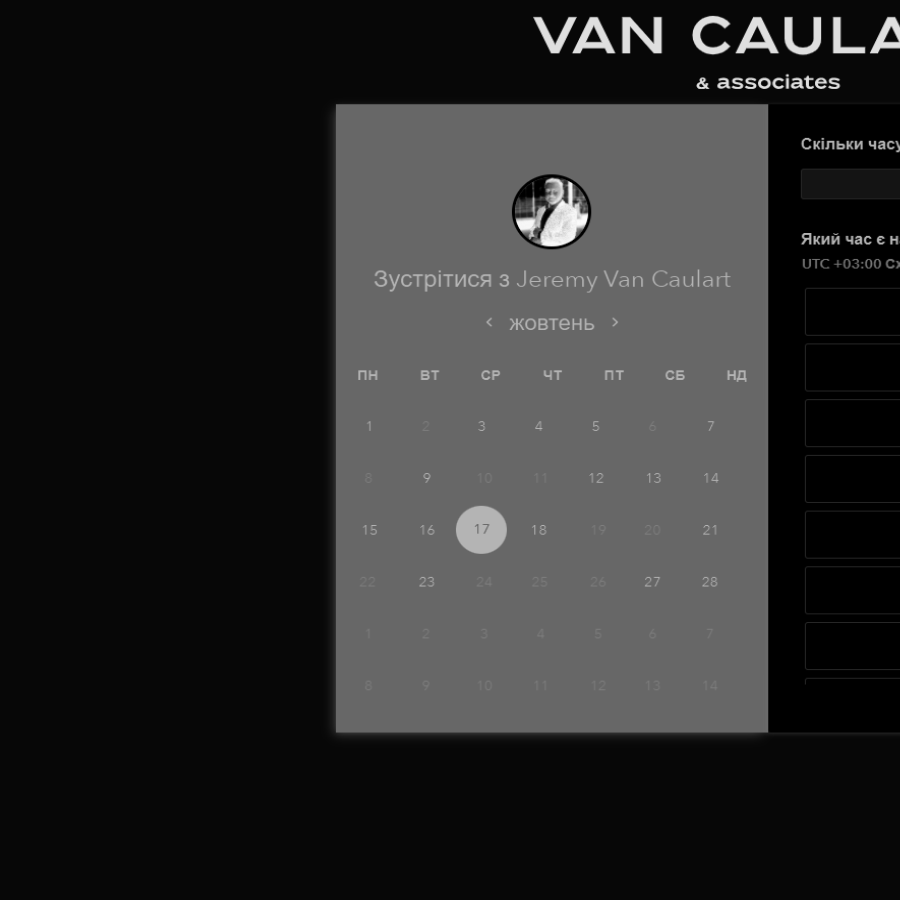 VAN CAULA
& associates
Зустрітися з Jeremy Van Caulart
жовтень
ПН ВТ СР ЧТ ПТ СБ НД
1 2 3 4 5 6 7
8 9 10 11 12 13 14
15 16 17 18 19 20 21
22 23 24 25 26 27 28
1 2 3 4 5 6 7
8 9 10 11 12 13 14
Скільки часу
Який час є н
UTC +03:00 Сх